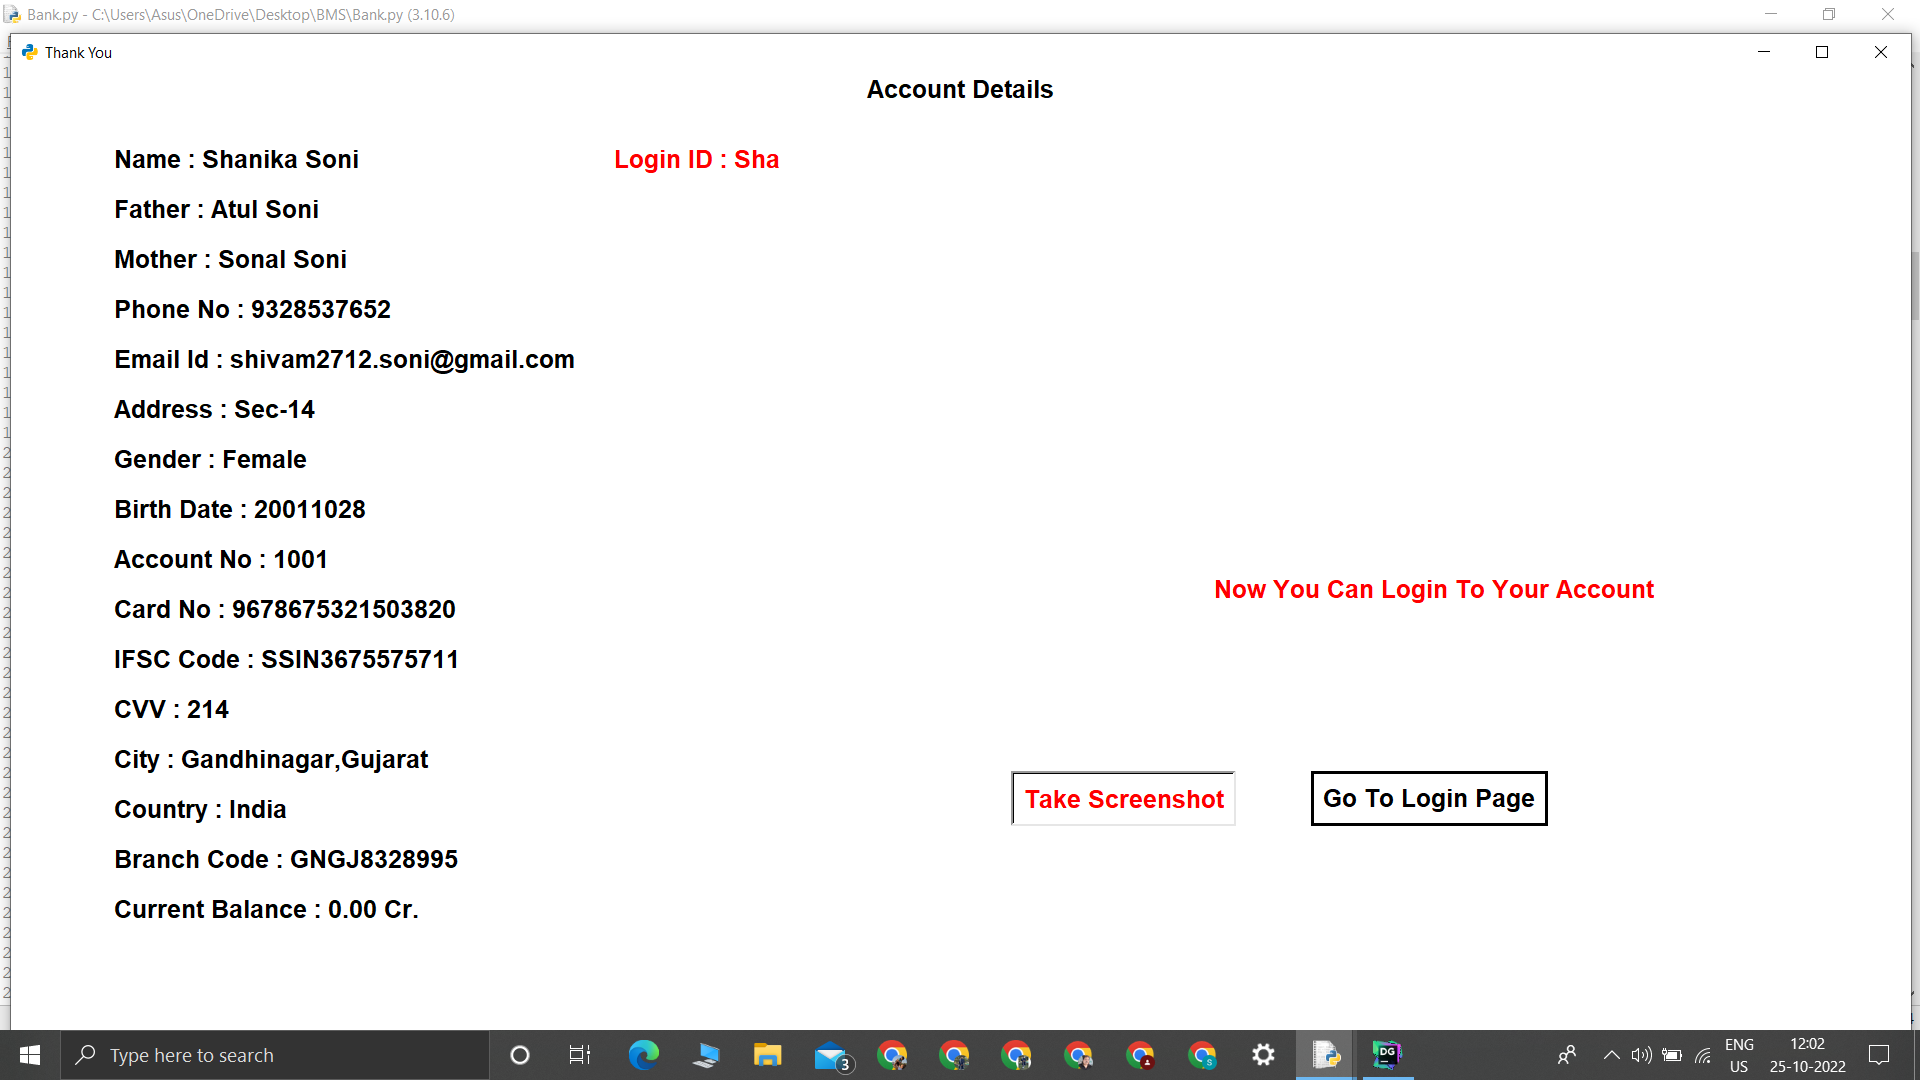 Bank.py - C:\Users\Asus\OneDrive\Desktop\BMS\Bank.py (3.10.6)
Thank You
Account Details
Name : Shanika Soni
Login ID : Sha
Father : Atul Soni
Mother : Sonal Soni
Phone No : 9328537652
Email Id : shivam2712.soni@gmail.com
Address : Sec-14
Gender : Female
Birth Date : 20011028
Account No : 1001
Now You Can Login To Your Account
Card No : 9678675321503820
IFSC Code : SSIN3675575711
CVV : 214
City : Gandhinagar,Gujarat
Take Screenshot
Go To Login Page
Country : India
Branch Code : GNGJ8328995
Current Balance : 0.00 Cr.
Type here to search
3
S
DG
ENG
US
12:02
25-10-2022